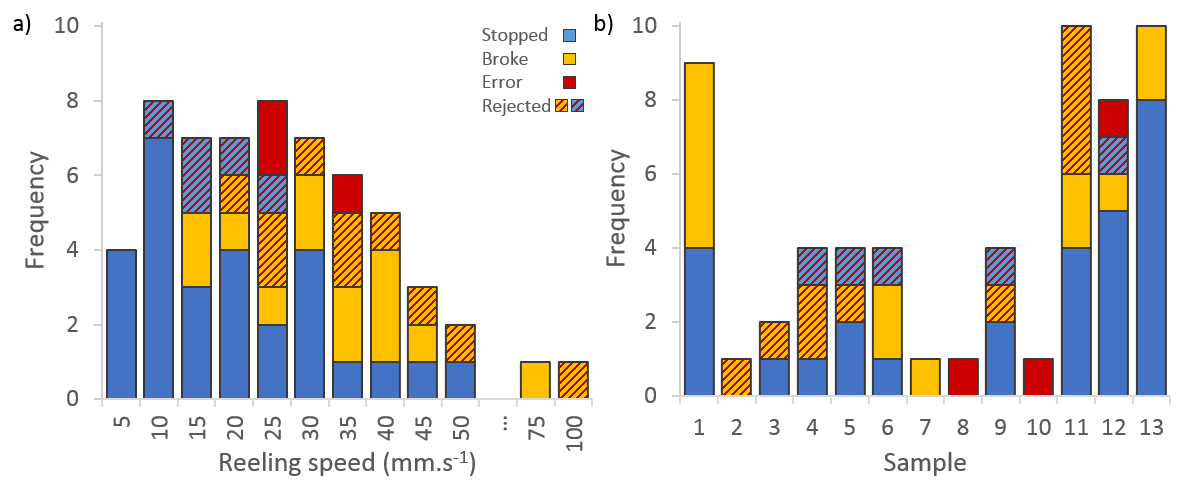 a)
10
8
6
4
2
0
Frequency
Stopped
Broke
Error
Rejected
5 10 15 20 25 30 35 40 45 50 ... 75 100
Reeling speed (mm.s-1)
b)
10
8
6
4
2
0
Frequency
1 2 3 4 5 6 7 8 9 10 11 12 13
Sample